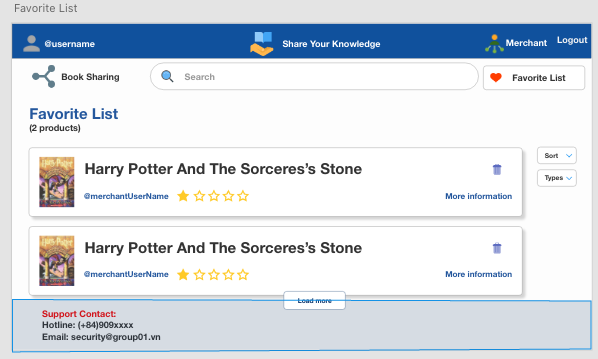 Favorite List
@username
Share Your Knowledge
Merchant
Logout
Book Sharing
Search
Favorite List
Favorite List
(2 products)
Harry Potter And The Sorceres's Stone
@merchantUserName
More information
Sort
Types
Harry Potter And The Sorceres's Stone
@merchantUserName
More information
Load more
Support Contact:
Hotline: (+84)909xxxx
Email: security@group01.vn